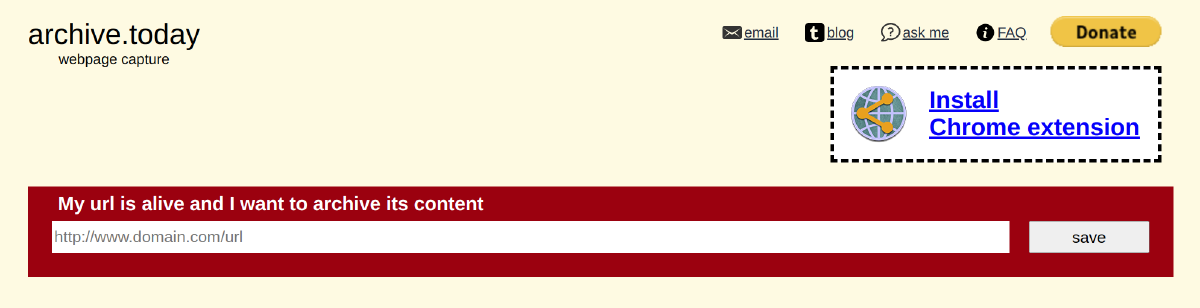 archive.today
webpage capture
email blog ask me FAQ Donate
Install
Chrome extension
My url is alive and I want to archive its content
http://www.domain.com/url save